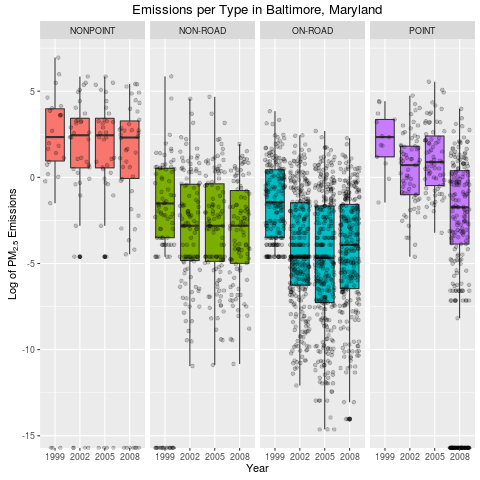 Emissions per Type in Baltimore, Maryland
NONPOINT NON-ROAD ON-ROAD POINT
Log of PM2.5 Emissions
5
0
-5
-10
-15
1999 2002 2005 2008 1999 2002 2005 2008 1999 2002 2005 2008 1999 2002 2005 2008
Year